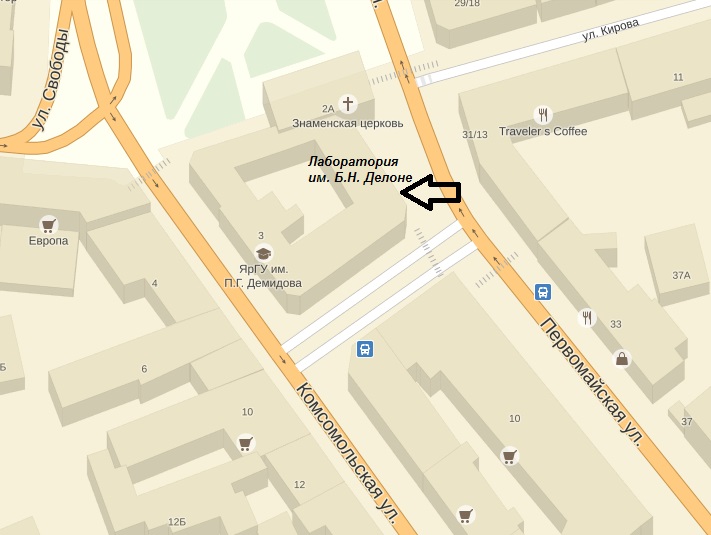 29/18
ул. Кирова
ул. Свободы
11
2А
Знаменская церковь
31/13
Traveler s Coffee
Лаборатория
им. Б.Н. Делоне
3
ЯрГУ им.
П.Г. Демидова
Европа
4
37А
33
Первомайская ул.
6
10
Комсомольская ул.
10
37
12
12Б